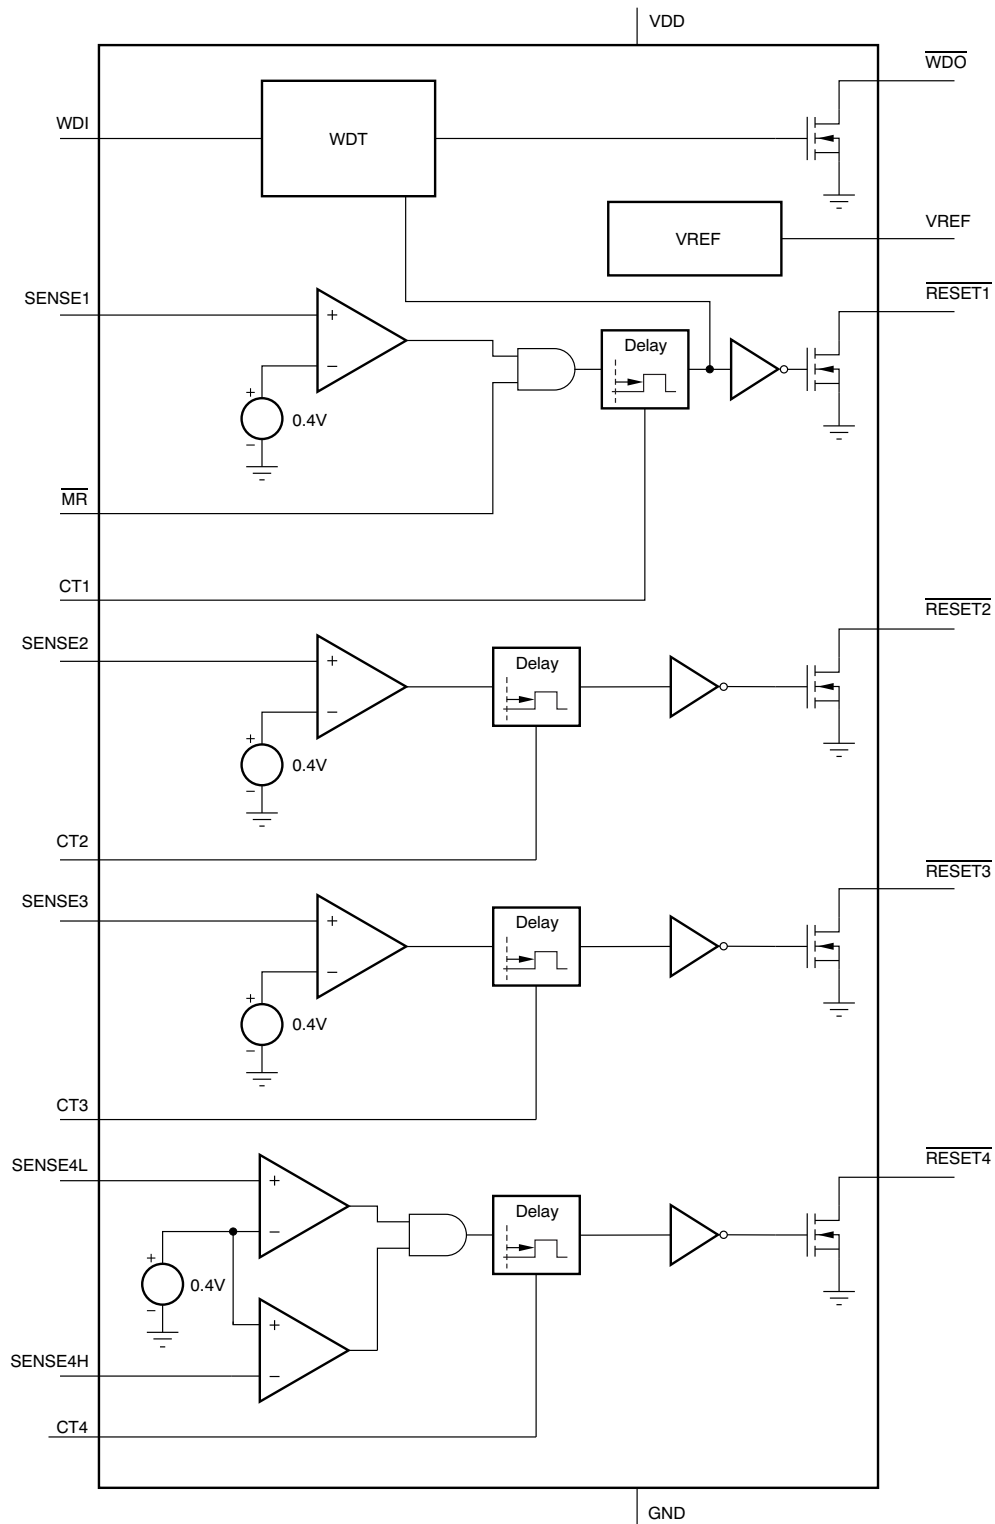 VDD
WDO
WDI
WDT
VREF
VREF
SENSE1
RESET1
+
−
Delay
+
0.4V
−
MR
CT1
RESET2
SENSE2
+
−
Delay
+
0.4V
−
CT2
RESET3
SENSE3
+
−
Delay
+
0.4V
−
CT3
RESET4
SENSE4L
+
−
Delay
+
0.4V
−
+
−
SENSE4H
CT4
GND